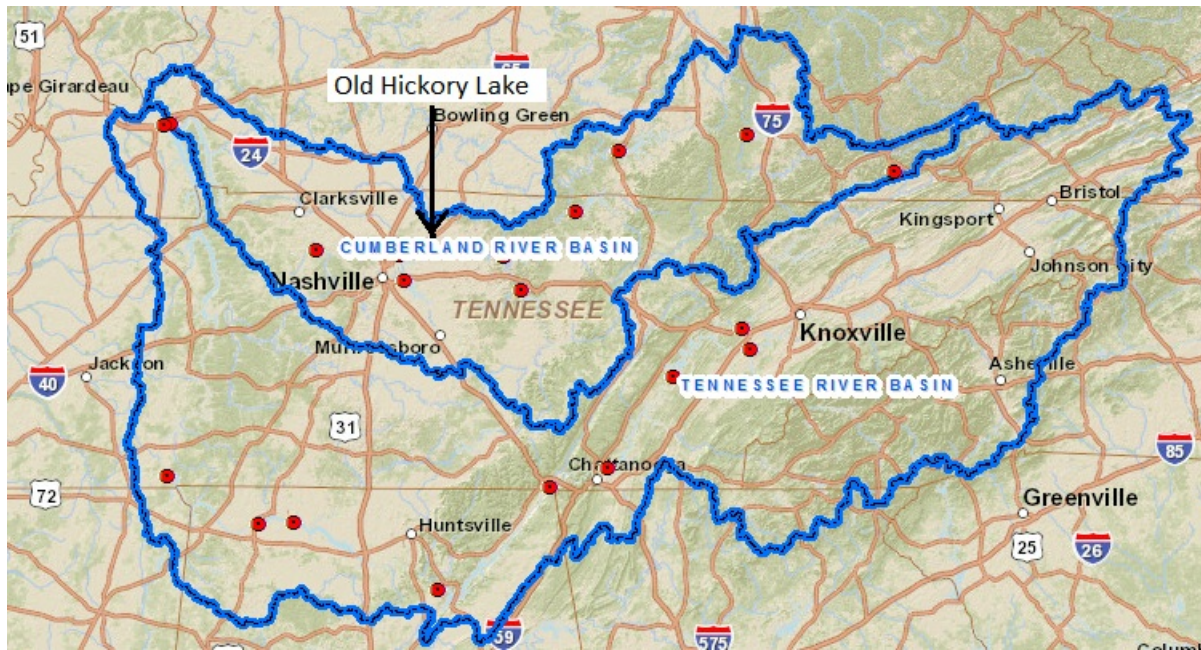 51
65
pe Girardeau
Old Hickory Lake
Bowling Green
75
24
Clarksville
Bristol
Kingsport
CUMBERLAND RIVER BASIN
Johnson City
Nashville
TENNESSEE
Knoxville
Murfreesboro
Jackson
Asheville
40
TENNESSEE RIVER BASIN
31
85
Chattanooga
72
Greenville
Huntsville
25
26
59
575
Colum